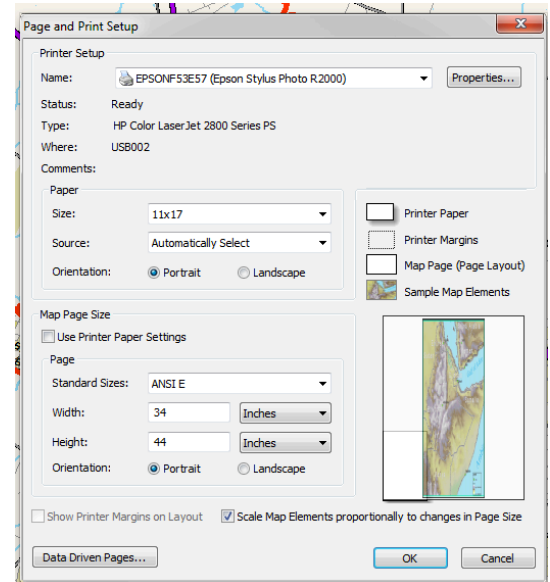 Page and Print Setup
Printer Setup
Name: EPSONF53E57 (Epson Stylus Photo R2000) Properties...
Status: Ready
Type: HP Color LaserJet 2800 Series PS
Where: USB002
Comments:
Paper
Size: 11x17
Source: Automatically Select
Orientation: Portrait Landscape
Printer Paper
Printer Margins
Map Page (Page Layout)
Sample Map Elements
Map Page Size
Use Printer Paper Settings
Page
Standard Sizes: ANSI E
Width: 34 Inches
Height: 44 Inches
Orientation: Portrait Landscape
Show Printer Margins on Layout Scale Map Elements proportionally to changes in Page Size
Data Driven Pages... OK Cancel